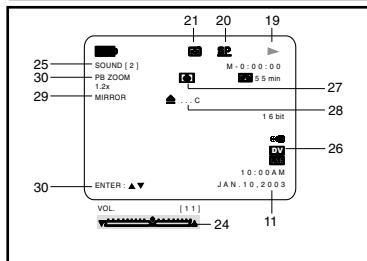 21 20 19
25 SOUND [2] M-0:00:00
30 PB ZOOM 55 min 27
1.2x
29 MIRROR ... C 28
16 bit
DV 26
10:00AM
30 ENTER: ▲▼ JAN.10,2003
VOL. [11] 11
24